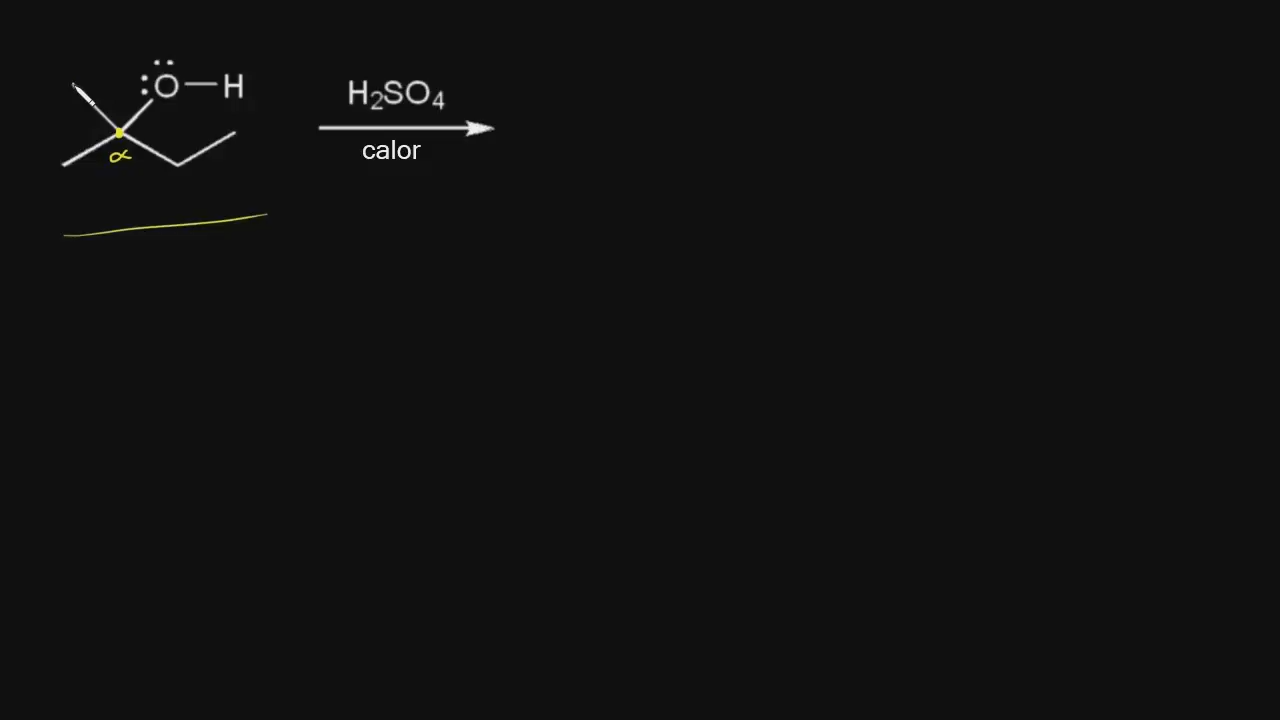 :Ö—H
H₂SO₄
calor
α